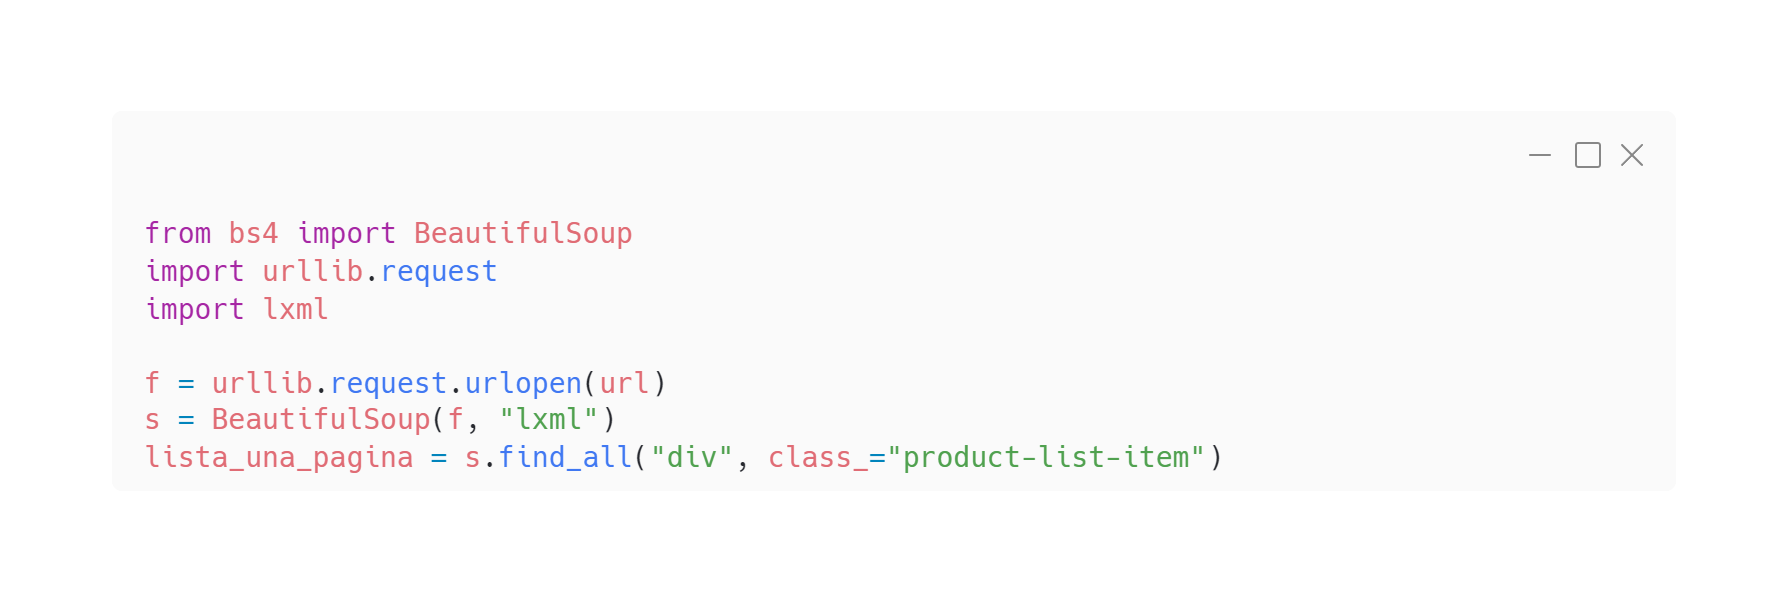 from bs4 import BeautifulSoup
import urllib.request
import lxml
f = urllib.request.urlopen(url)
s = BeautifulSoup(f, "lxml")
lista_una_pagina = s.find_all("div", class_="product-list-item")